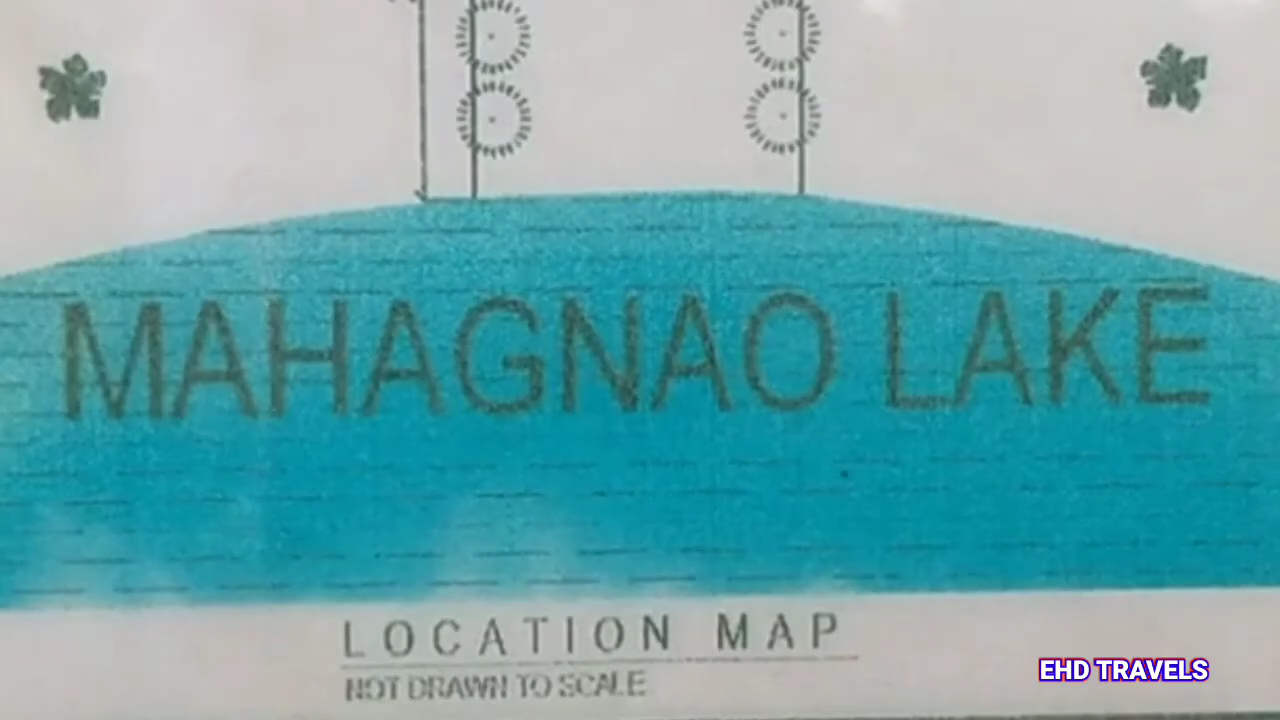 MAHAGNAO LAKE
LOCATION MAP
NOT DRAWN TO SCALE
EHD TRAVELS